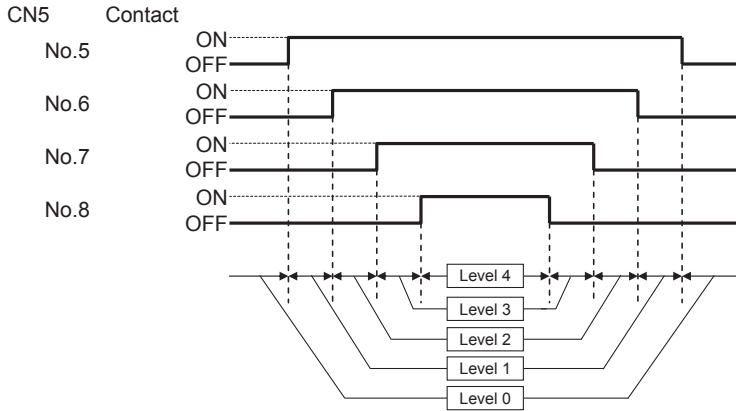 CN5 Contact
No.5 ON
OFF
No.6 ON
OFF
No.7 ON
OFF
No.8 ON
OFF
Level 4
Level 3
Level 2
Level 1
Level 0